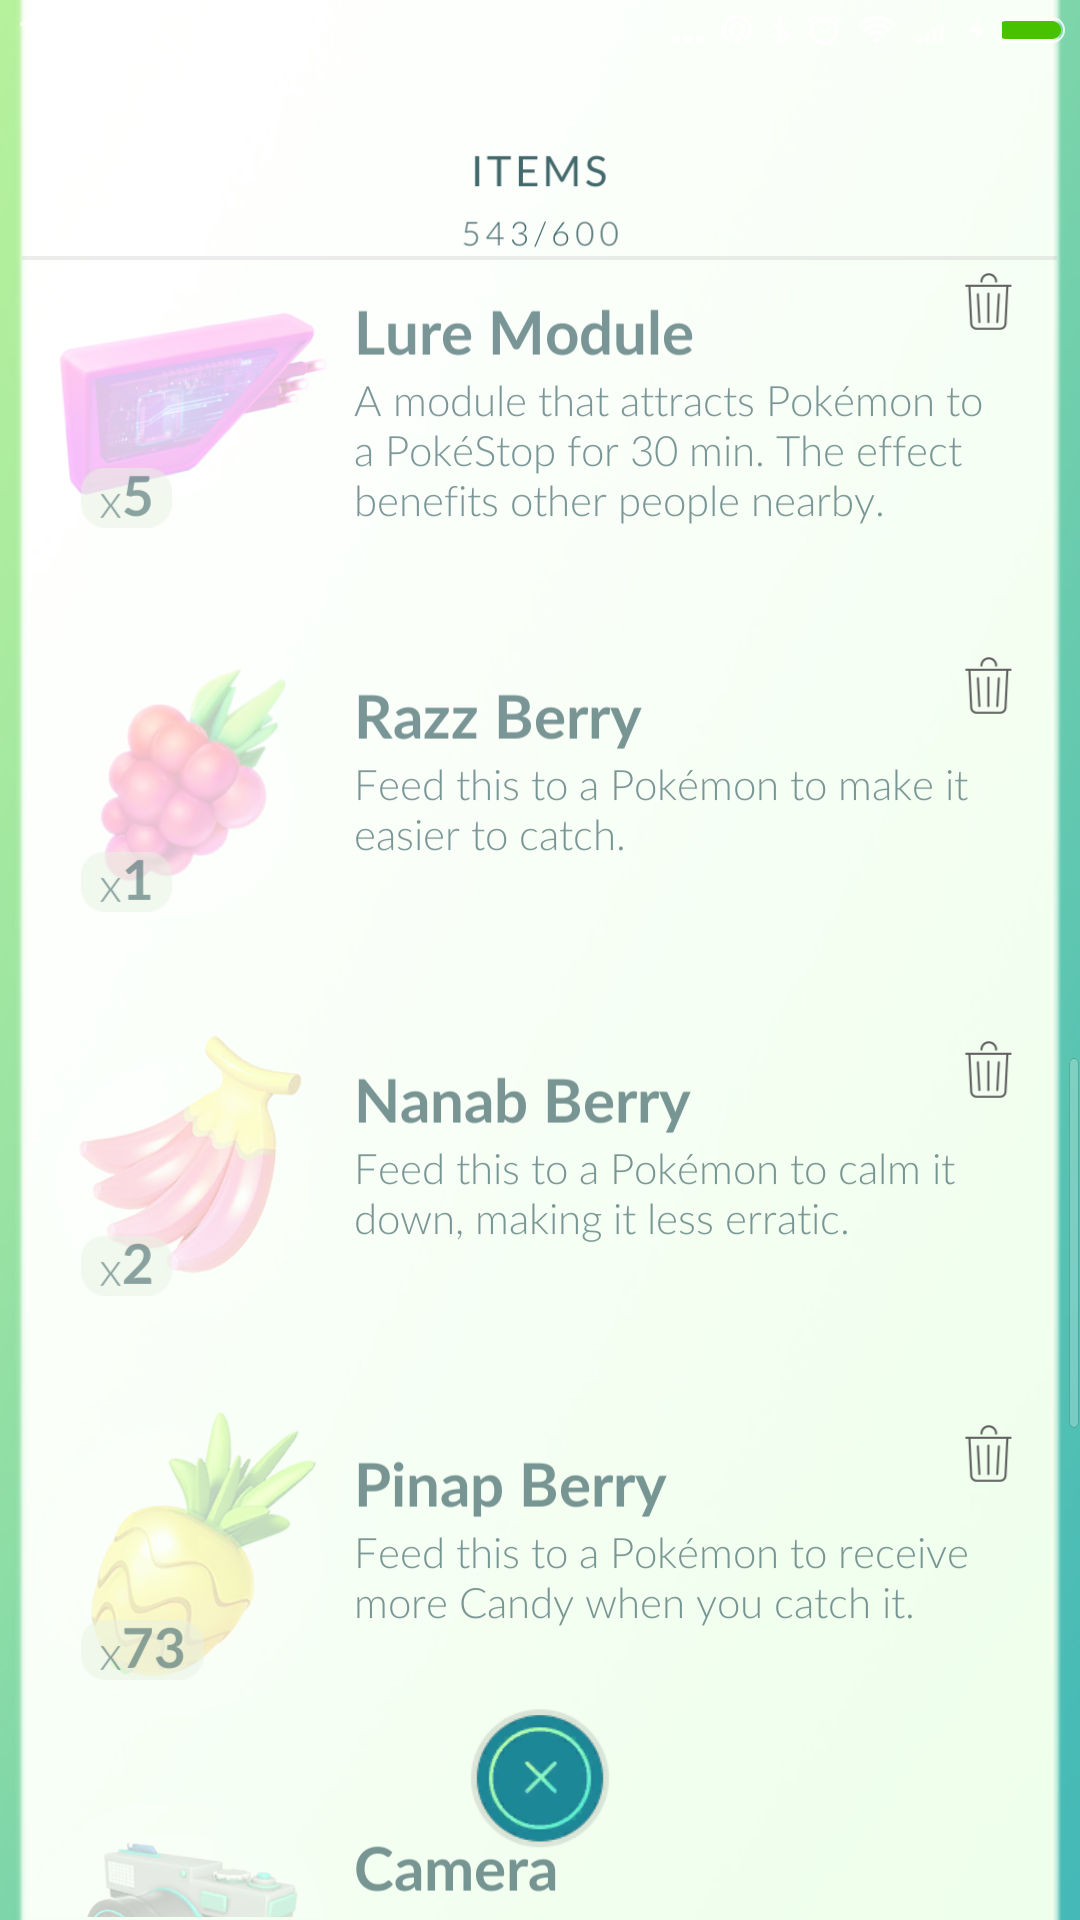 ITEMS
543/600
Lure Module
A module that attracts Pokémon to
a PokéStop for 30 min. The effect
benefits other people nearby.
x5
Razz Berry
Feed this to a Pokémon to make it
easier to catch.
x1
Nanab Berry
Feed this to a Pokémon to calm it
down, making it less erratic.
x2
Pinap Berry
Feed this to a Pokémon to receive
more Candy when you catch it.
x73
Camera